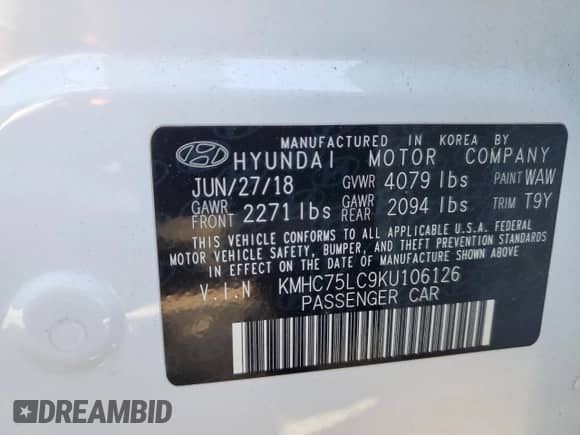 MANUFACTURED IN KOREA BY
HYUNDAI MOTOR COMPANY
JUN/27/18 GVWR 4079 lbs PAINT WAW
GAWR FRONT 2271 lbs GAWR REAR 2094 lbs TRIM T9Y
THIS VEHICLE CONFORMS TO ALL APPLICABLE U.S.A. FEDERAL
MOTOR VEHICLE SAFETY, BUMPER, AND THEFT PREVENTION
STANDARDS IN EFFECT ON THE DATE OF MANUFACTURE SHOWN ABOVE.
V.I.N KMHC75LC9KU106126
PASSENGER CAR
DREAMBID